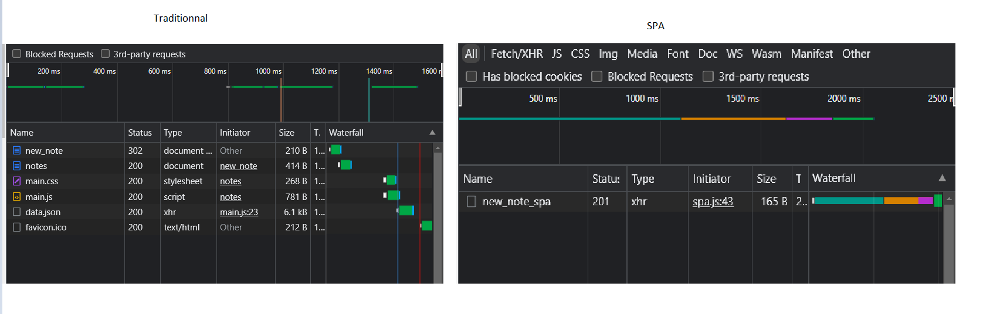 Traditionnal
Blocked Requests 3rd-party requests
200 ms 400 ms 600 ms 800 ms 1000 ms 1200 ms 1400 ms 1600 r
Name Status Type Initiator Size T. Waterfall
new_note 302 document ... Other 210 B 1...
notes 200 document new_note 414 B 1...
main.css 200 stylesheet notes 268 B 1...
main.js 200 script notes 781 B 1...
data.json 200 xhr main.js:23 6.1 kB 1...
favicon.ico 200 text/html Other 212 B 1...
SPA
All Fetch/XHR JS CSS Img Media Font Doc WS Wasm Manifest Other
Has blocked cookies Blocked Requests 3rd-party requests
500 ms 1000 ms 1500 ms 2000 ms 2500 r
Name Status Type Initiator Size T Waterfall
new_note_spa 201 xhr spa.js:43 165 B 2..